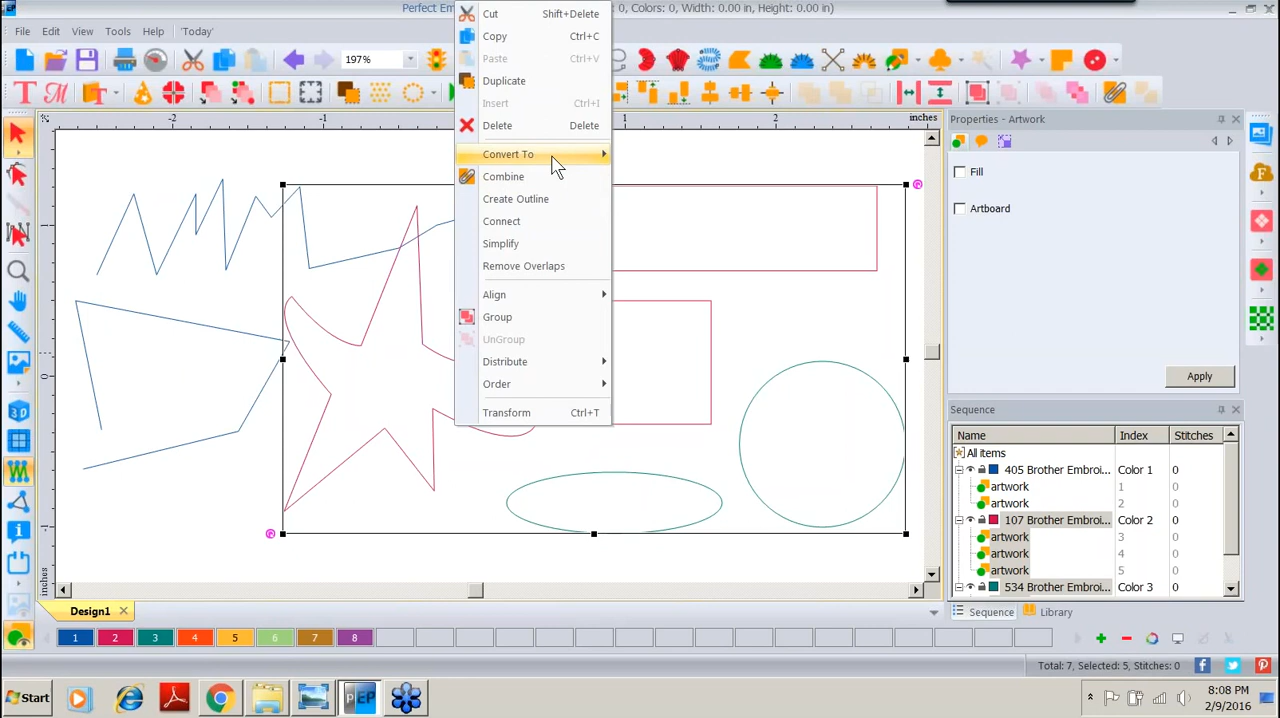 Perfect Em
, Colors: 0, Width: 0.00 in, Height: 0.00 in)
File Edit View Tools Help 'Today'
197%
Cut Shift+Delete
Copy Ctrl+C
Paste Ctrl+V
Duplicate
Insert Ctrl+I
Delete Delete
Convert To
Combine
Create Outline
Connect
Simplify
Remove Overlaps
Align
Group
UnGroup
Distribute
Order
Transform Ctrl+T
-2 1 2 inches
0
-1
inches
Properties - Artwork
Fill
Artboard
Apply
Sequence
Name Index Stitches
All items
405 Brother Embroi... Color 1 0
artwork 1 0
artwork 2 0
107 Brother Embroi... Color 2 0
artwork 3 0
artwork 4 0
artwork 5 0
534 Brother Embroi... Color 3 0
Sequence Library
Design1
1 2 3 4 5 6 7 8
Total: 7, Selected: 5, Stitches: 0
Start
8:08 PM
2/9/2016